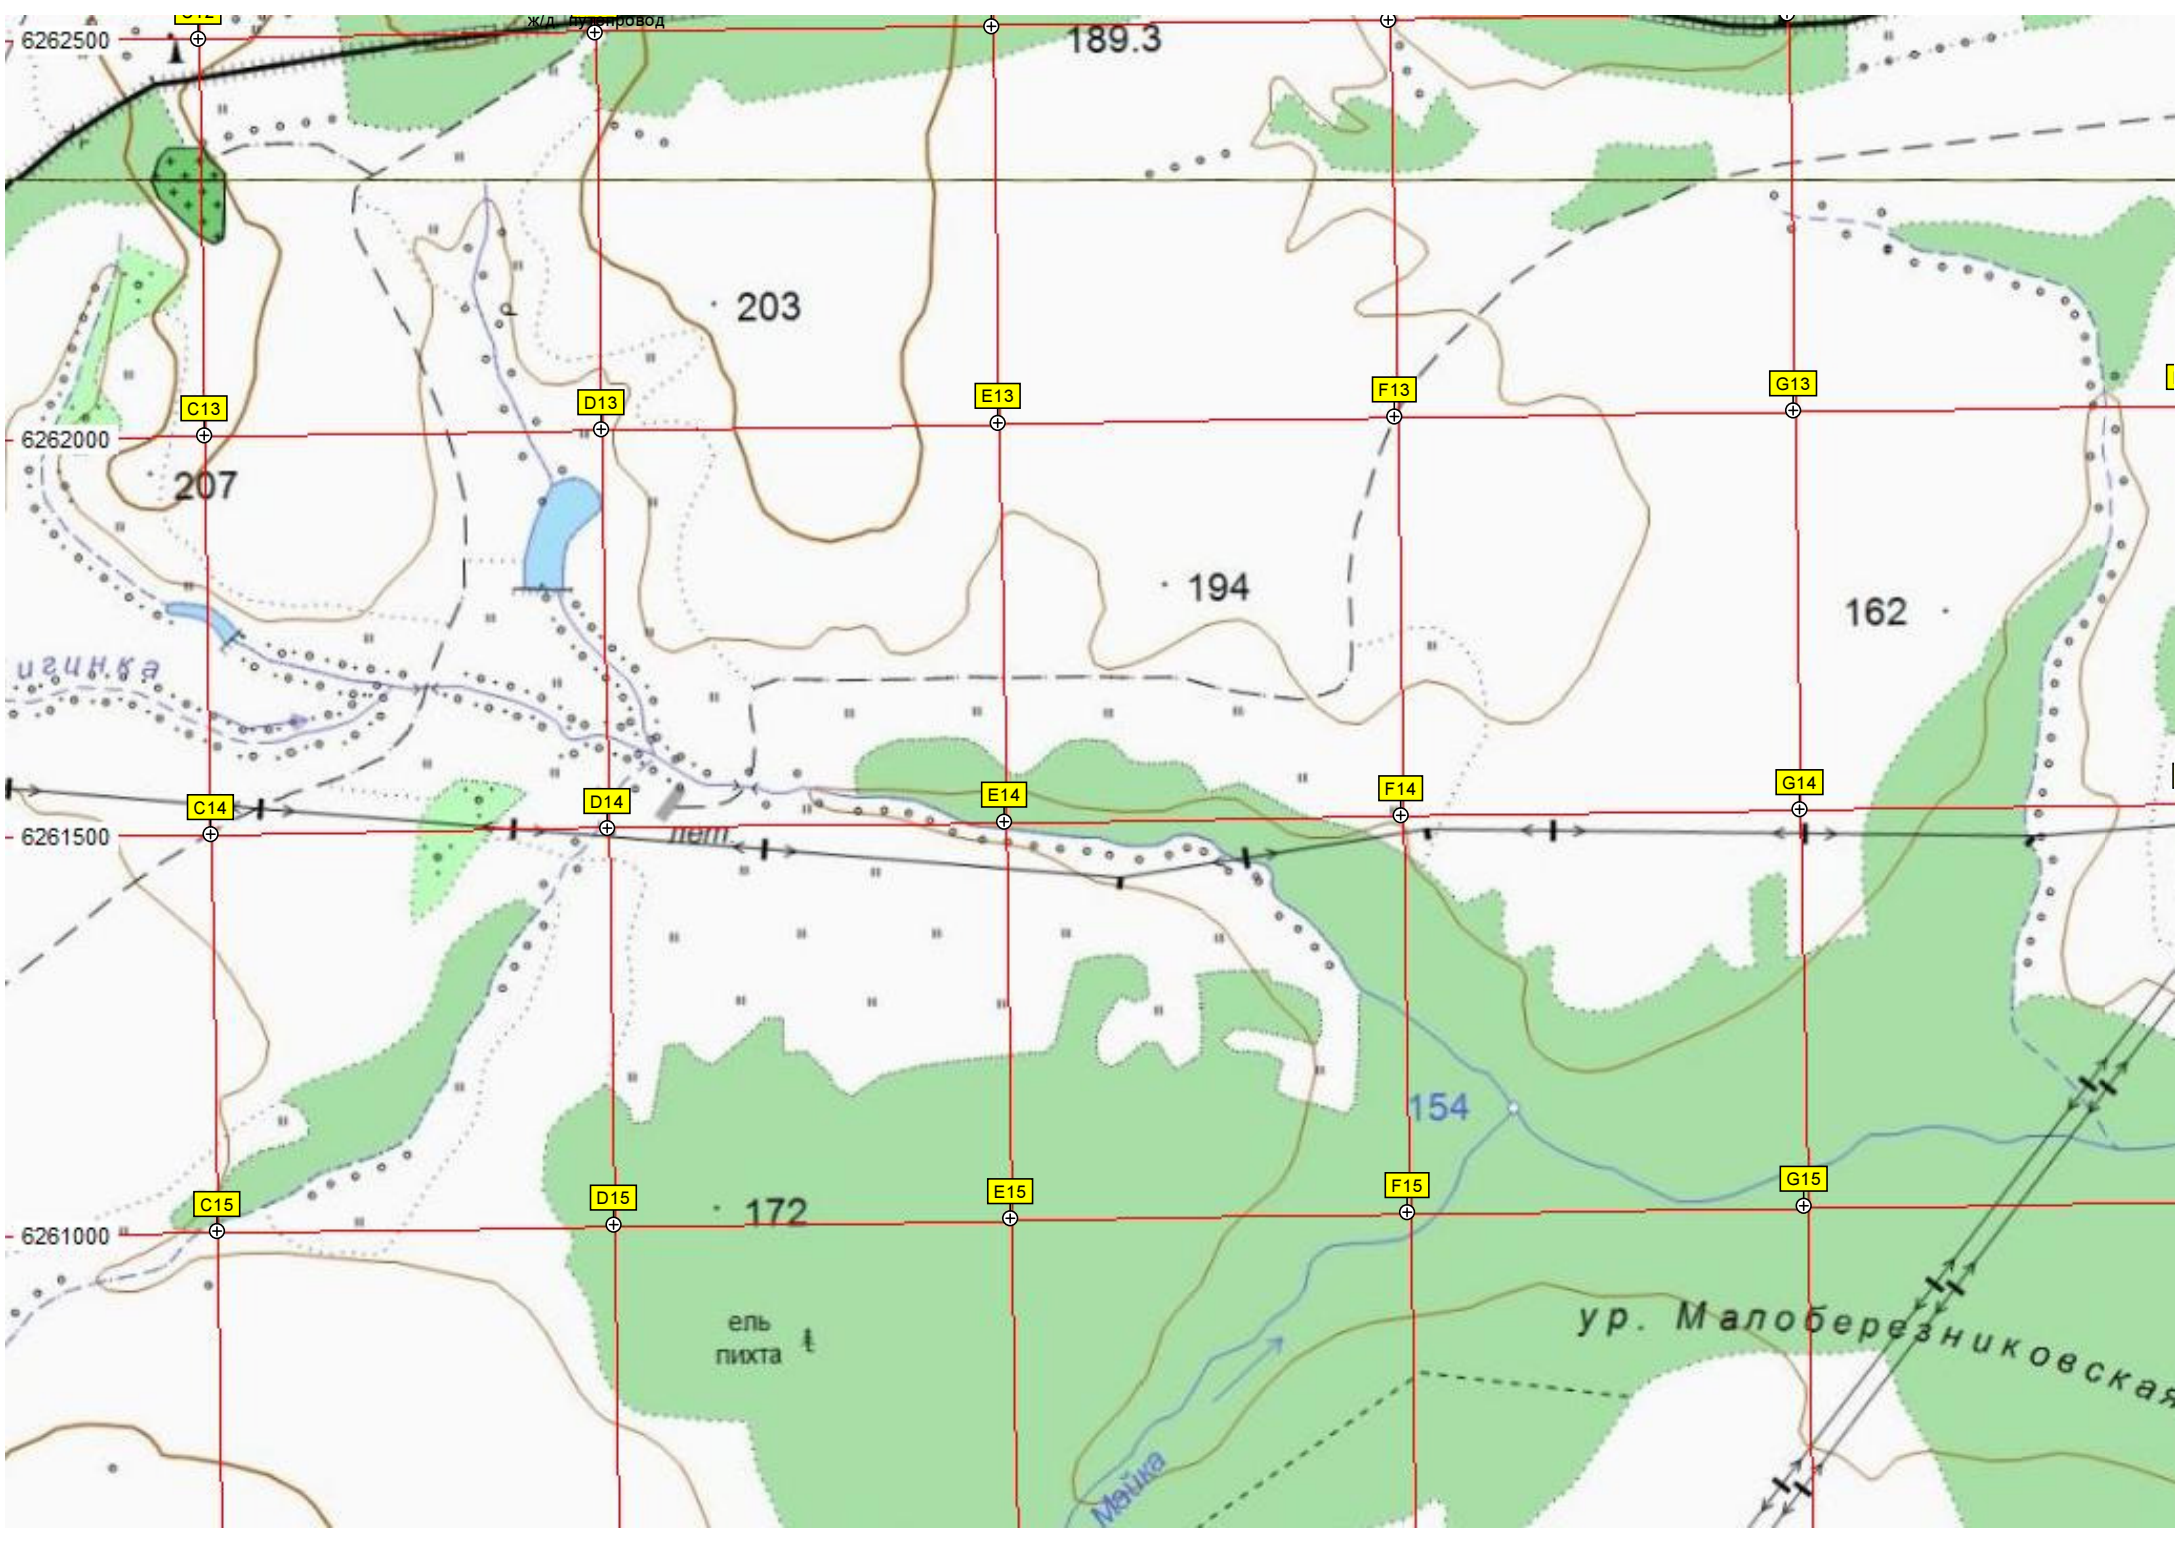 ж/д путепровод
6262500
189.3
203
C13
D13
E13
F13
G13
6262000
207
194
162
игинка
C14
D14
E14
F14
G14
6261500
лет.
154
C15
D15
E15
F15
G15
172
6261000
ель
пихта
ур. Малоберезниковская
Майка